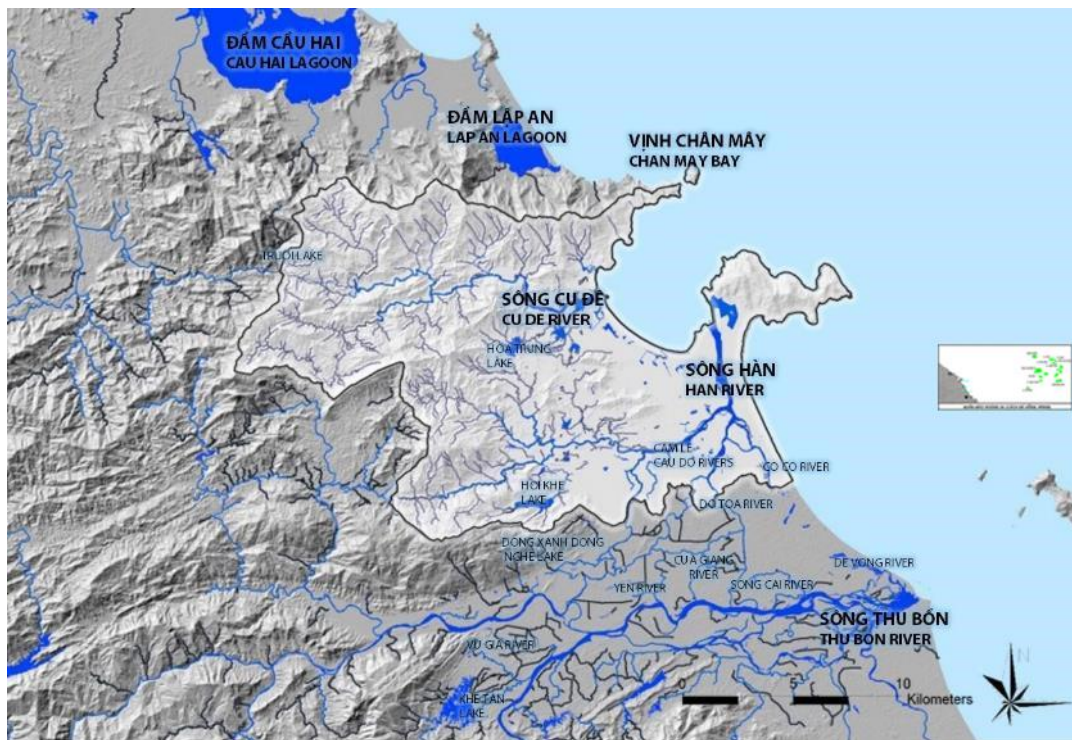 ĐẦM CẦU HAI
CAU HAI LAGOON
ĐẦM LẬP AN
LAP AN LAGOON
VỊNH CHÂN MÂY
CHAN MAY BAY
TRUOI LAKE
SÔNG CU ĐÊ
CU DE RIVER
HOA TRUNG
LAKE
SÔNG HÀN
HAN RIVER
CAM LE
CAU DO RIVERS
CO CO RIVER
HOI KHE
LAKE
DO TOA RIVER
DONG XANH DONG
NGHE LAKE
CU A GIANG
RIVER
DE VONG RIVER
YEN RIVER
SONG CAI RIVER
SÔNG THU BỒN
THU BON RIVER
VU GIA RIVER
KHE TAN
LAKE
0 5 10
Kilometers
N